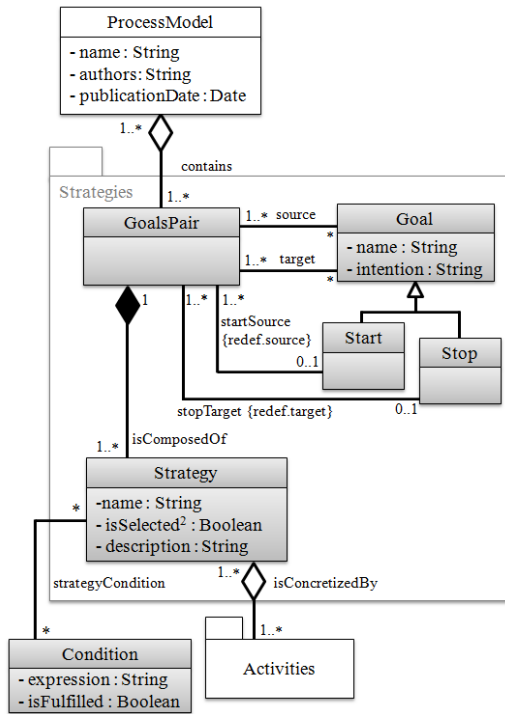 ProcessModel
- name : String
- authors: String
- publicationDate : Date
1..*
contains
1..*
Strategies
GoalsPair
1..* source
*
Goal
- name : String
- intention : String
1..* target
*
1
1..*
1..*
startSource
{redef.source}
0..1
Start
Stop
stopTarget {redef.target}
0..1
isComposedOf
1..*
Strategy
-name : String
- isSelected² : Boolean
- description : String
*
1..*
isConcretizedBy
strategyCondition
*
1..*
Condition
- expression : String
- isFulfilled : Boolean
Activities